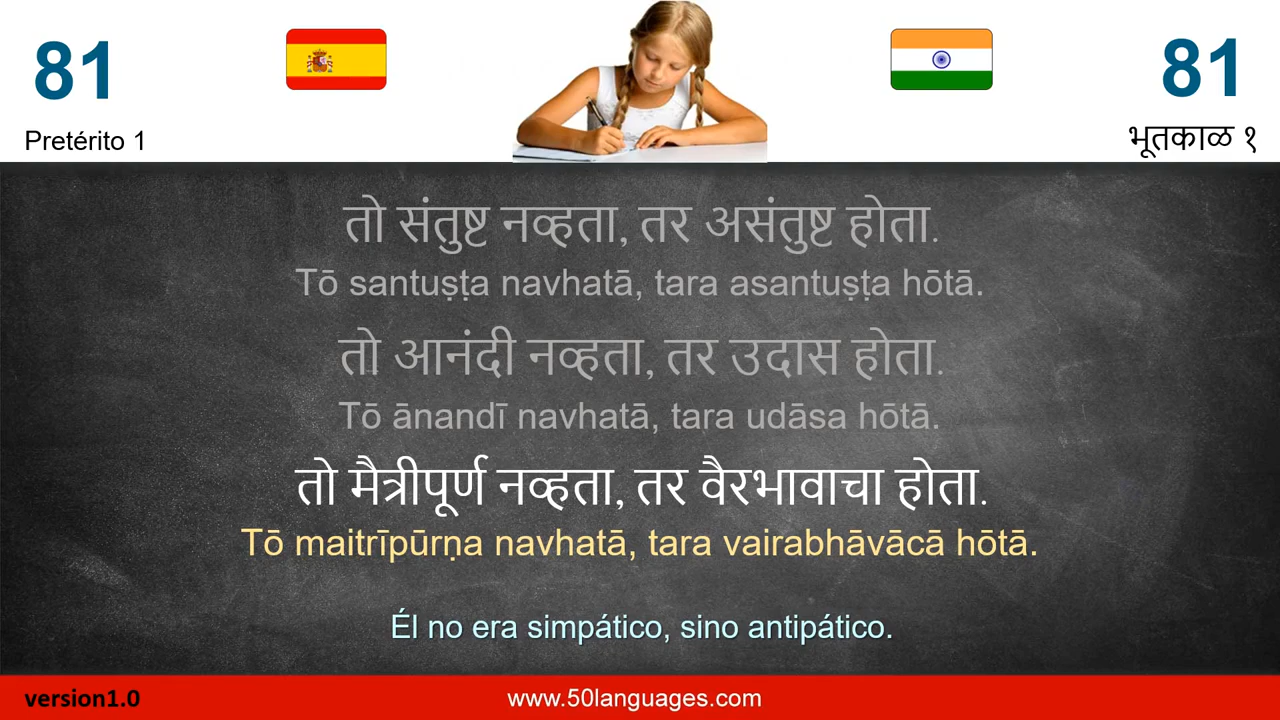 81
81
Pretérito 1
भूतकाळ १
तो संतुष्ट नव्हता, तर असंतुष्ट होता.
Tō santuṣṭa navhatā, tara asantuṣṭa hōtā.
तो आनंदी नव्हता, तर उदास होता.
Tō ānandī navhatā, tara udāsa hōtā.
तो मैत्रीपूर्ण नव्हता, तर वैरभावाचा होता.
Tō maitrīpūrṇa navhatā, tara vairabhāvācā hōtā.
Él no era simpático, sino antipático.
version1.0
www.50languages.com